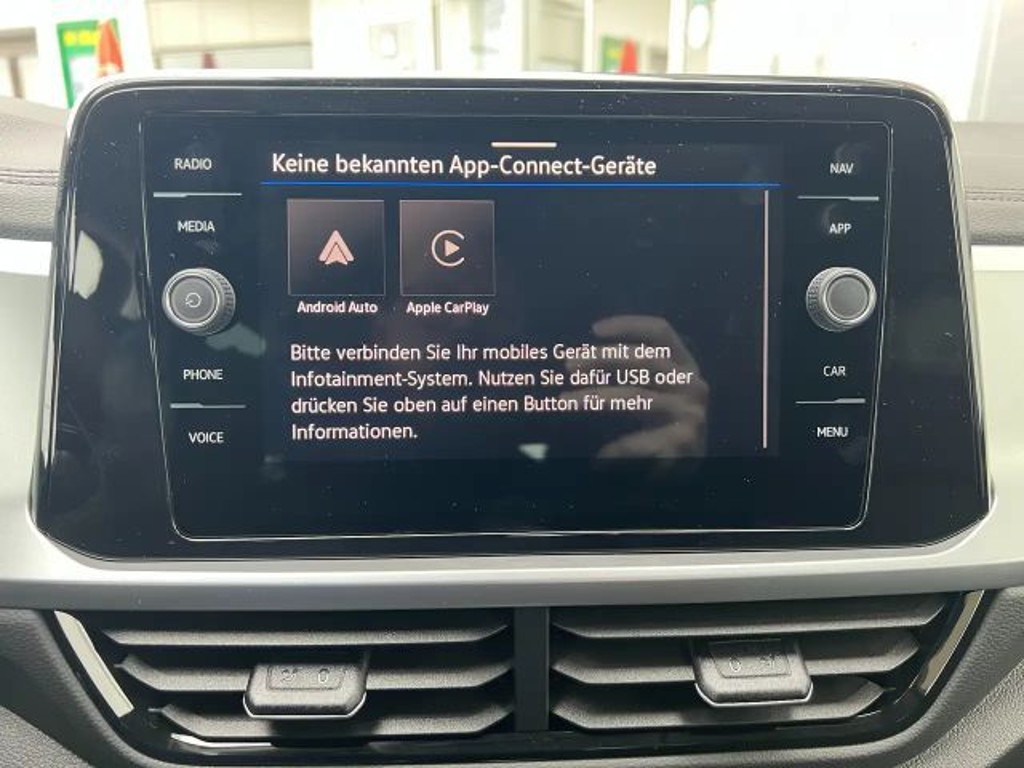 RADIO
MEDIA
PHONE
VOICE
Keine bekannten App-Connect-Geräte
Android Auto
Apple CarPlay
Bitte verbinden Sie Ihr mobiles Gerät mit dem
Infotainment-System. Nutzen Sie dafür USB oder
drücken Sie oben auf einen Button für mehr
Informationen.
NAV
APP
CAR
MENU